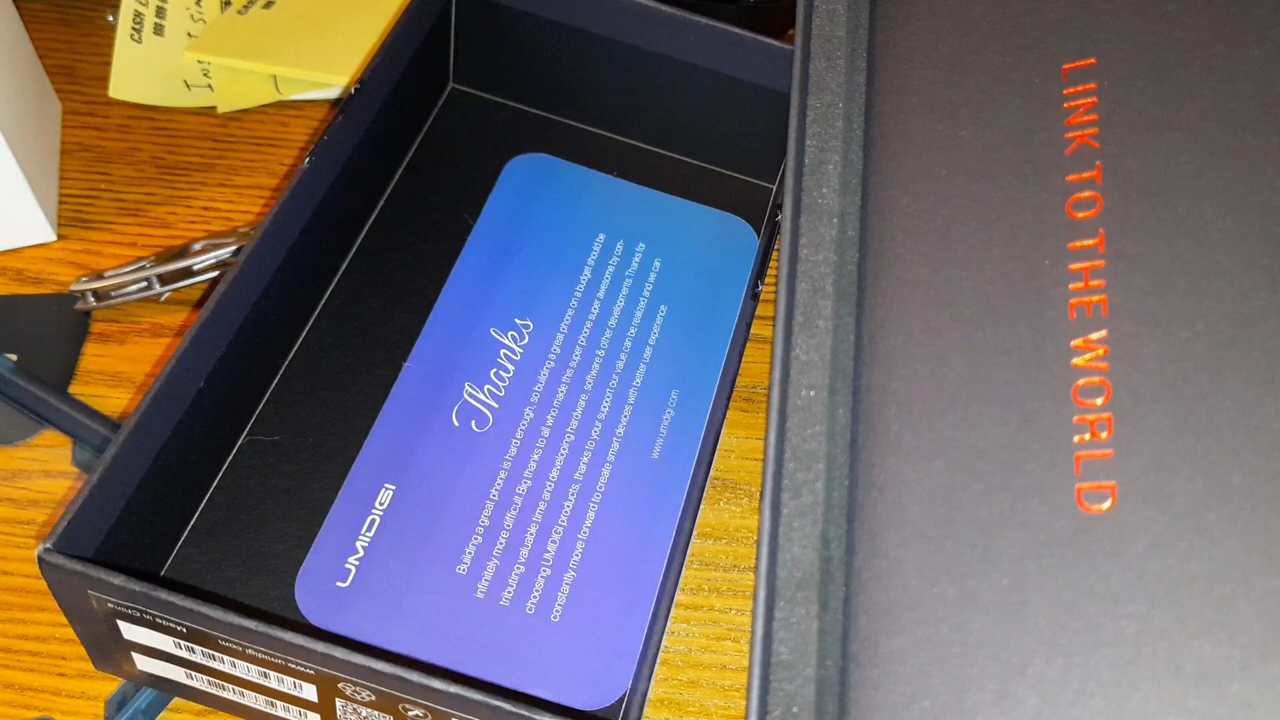 UMIDIGI
Thanks
Building a great phone is hard enough, so building a great phone on a budget should be
infinitely more difficult.Big thanks to all who made this super phone super awesome by con-
tributing valuable time and developing hardware, software & other developments. Thanks for
choosing UMIDIGI products, thanks to your support our value can be realized and we can
constantly move forward to create smart devices with better user experience.
www.umidigi.com
LINK TO THE WORLD
Made in China
www.umidigi.com
CASH